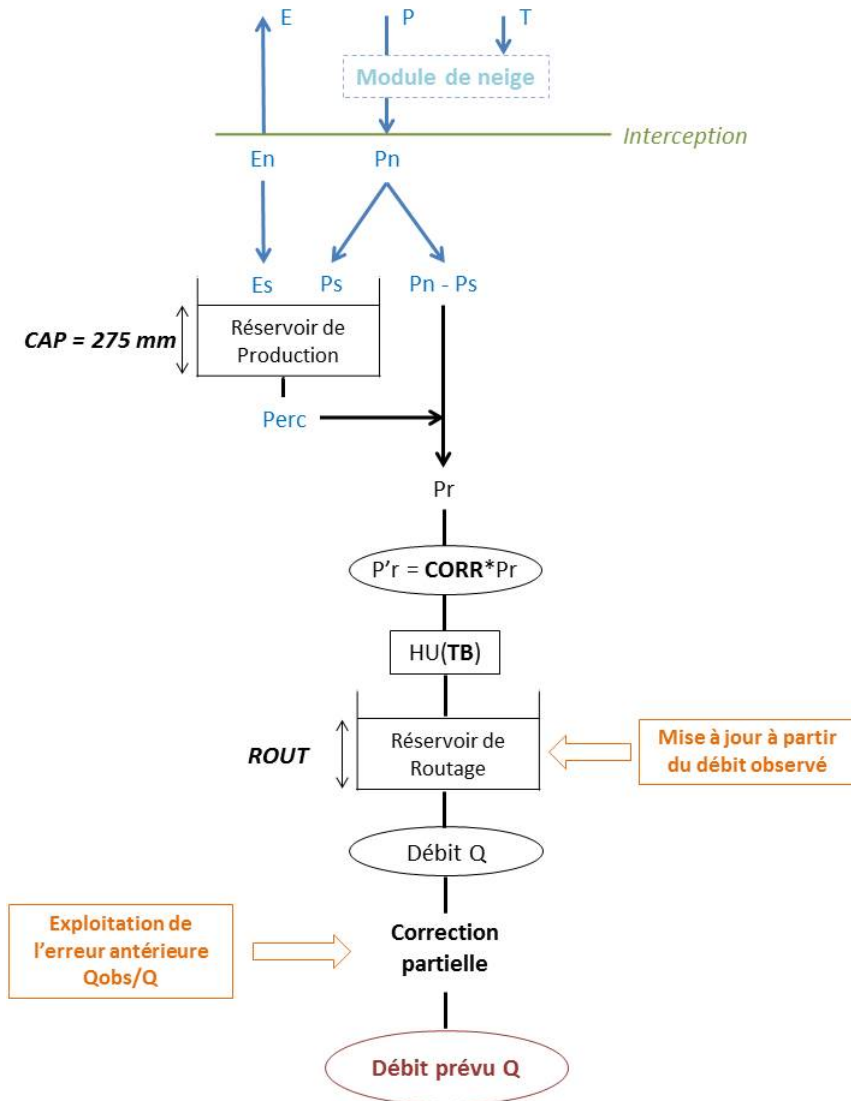 E
P
T
Module de neige
Interception
En
Pn
Es
Ps
Pn - Ps
CAP = 275 mm
Réservoir de
Production
Perc
Pr
P'r = CORR*Pr
HU(TB)
ROUT
Réservoir de
Routage
Mise à jour à partir
du débit observé
Débit Q
Exploitation de
l'erreur antérieure
Qobs/Q
Correction
partielle
Débit prévu Q